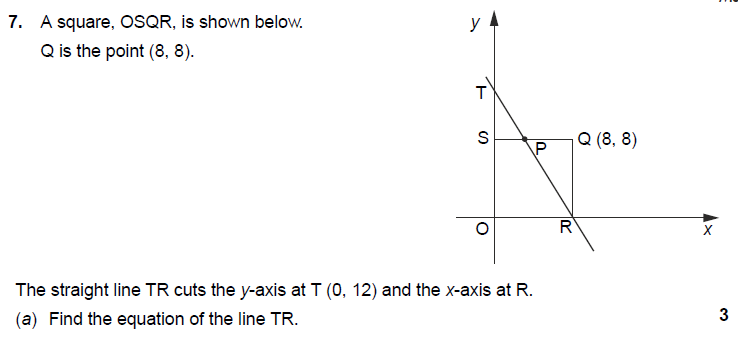 7. A square, OSQR, is shown below.
Q is the point (8, 8).
y
T
S
P
Q (8, 8)
O
R
x
The straight line TR cuts the y-axis at T (0, 12) and the x-axis at R.
(a) Find the equation of the line TR.
3